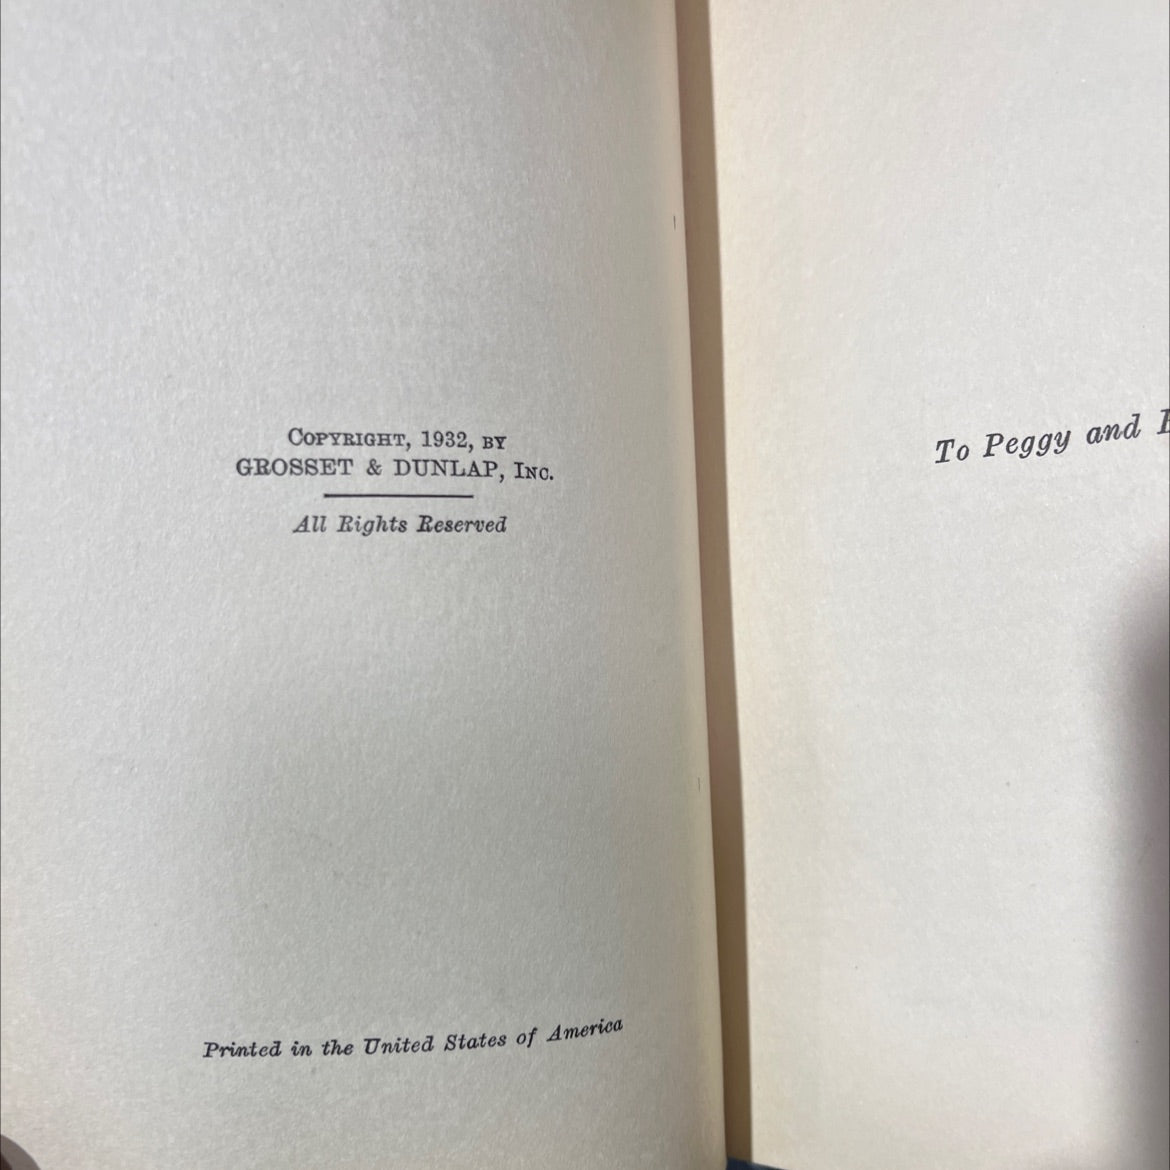 Copyright, 1932, by
GROSSET & DUNLAP, Inc.
All Rights Reserved
Printed in the United States of America
To Peggy and